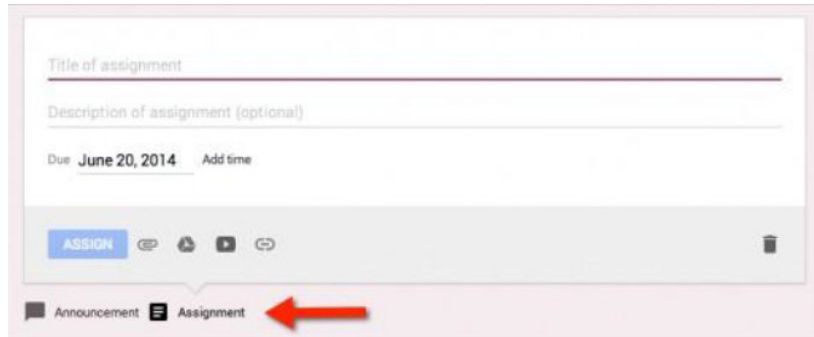 Title of assignment
Description of assignment (optional)
Due June 20, 2014 Add time
ASSIGN
Announcement Assignment